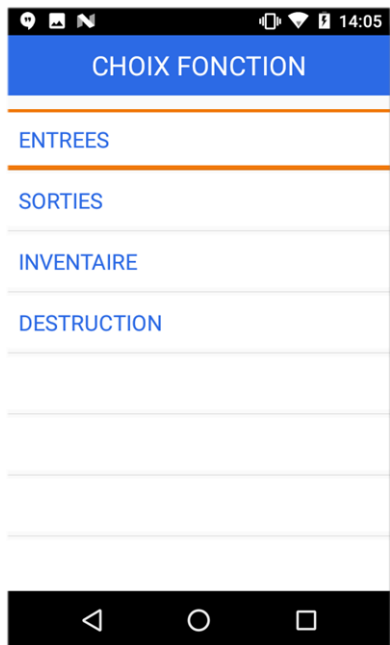 14:05
CHOIX FONCTION
ENTREES
SORTIES
INVENTAIRE
DESTRUCTION